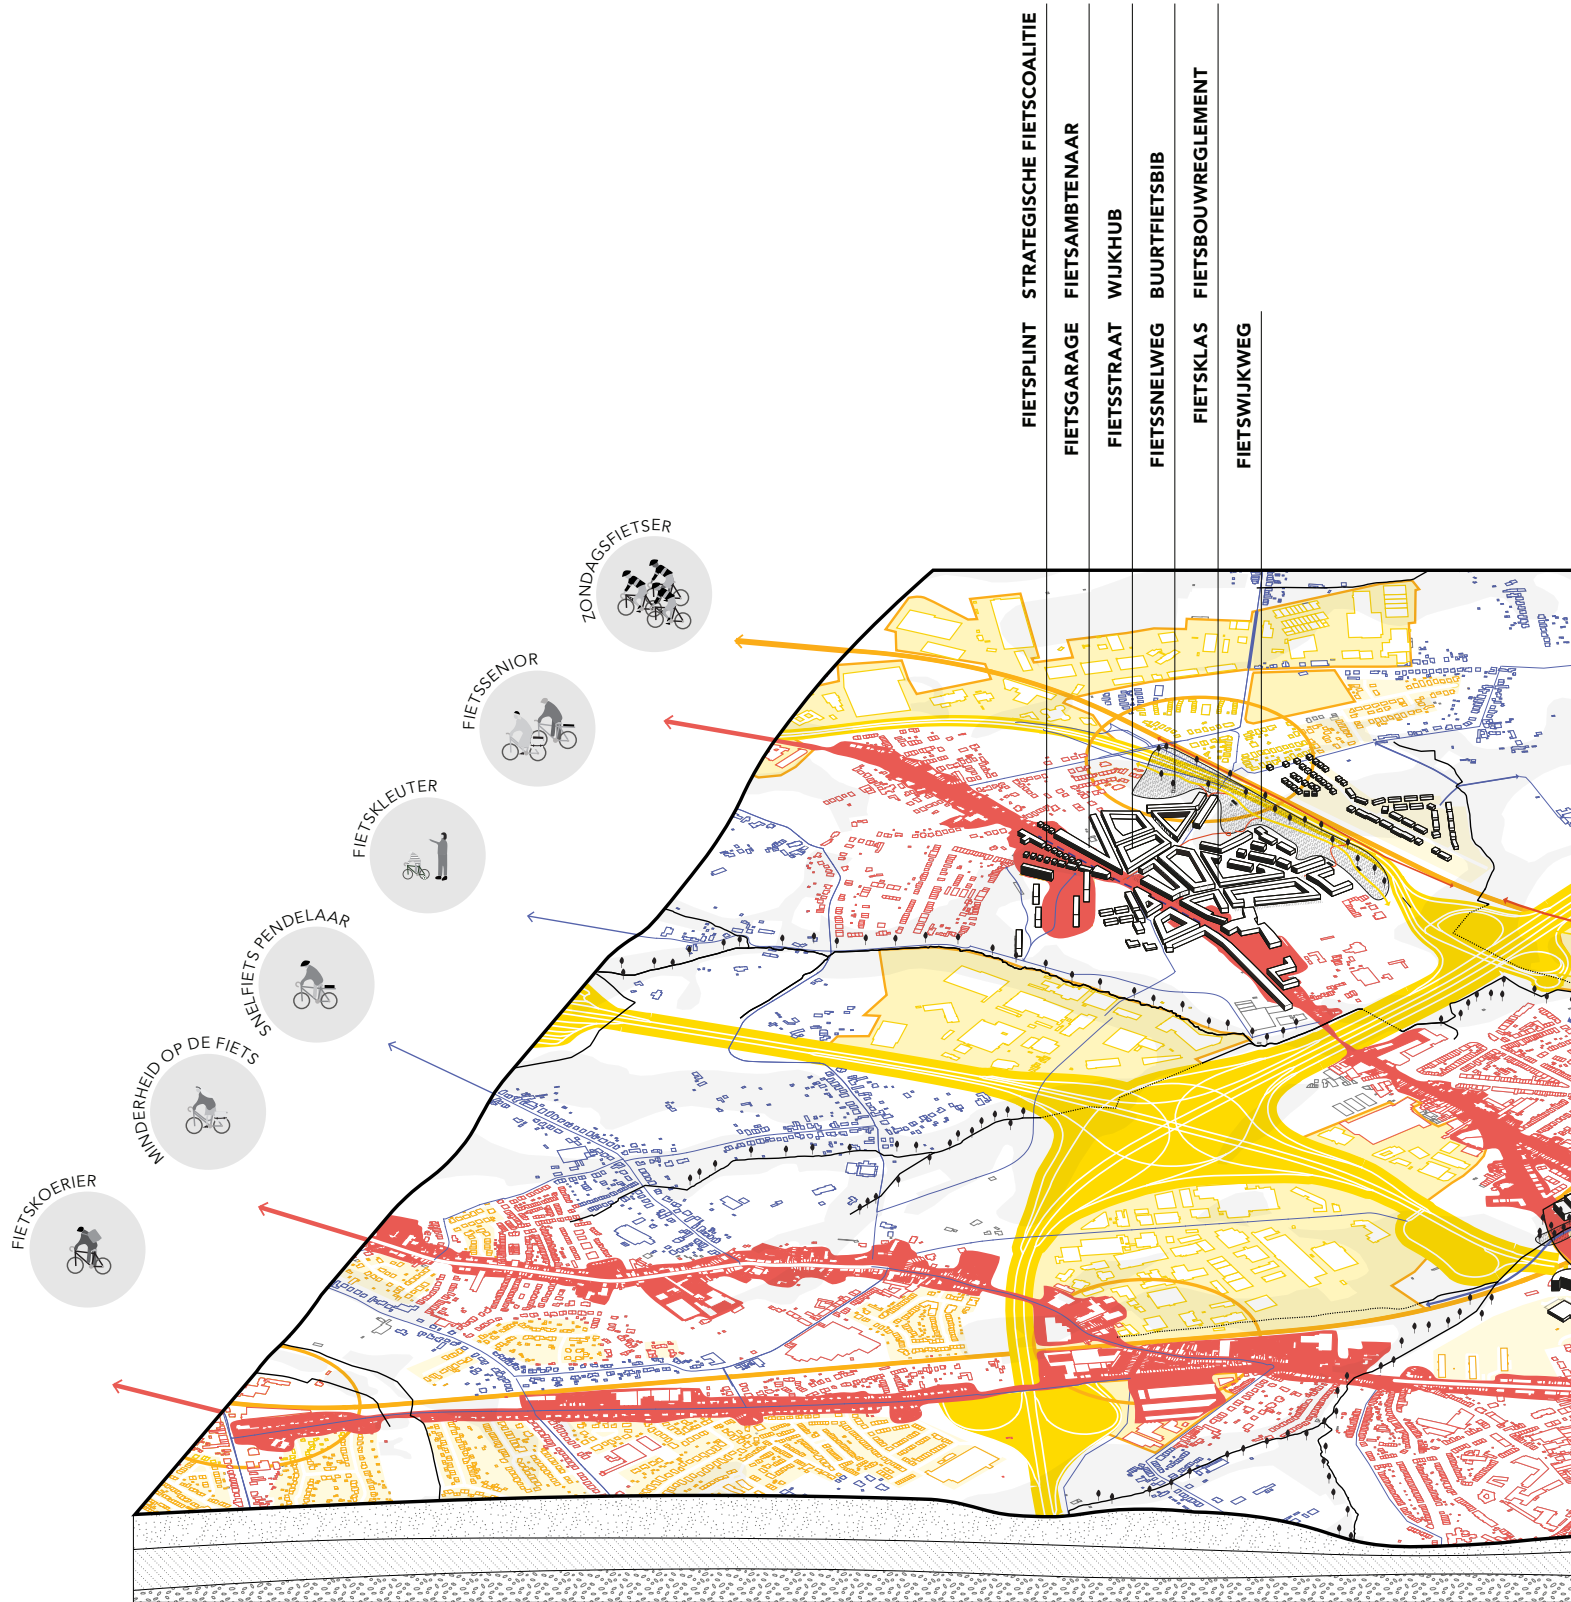 STRATEGISCHE FIETSCOALITIE
FIETSAMBTENAAR
WIJKHUB
BUURTFIETSBIB
FIETSBOUWREGLEMENT
FIETSPLINT
FIETSGARAGE
FIETSSTRAAT
FIETSSNELWEG
FIETSKLAS
FIETSWIJKWEG
ZONDAGSFIETSER
FIETSSENIOR
FIETSKLEUTER
SNELFIETS PENDELAAR
MINDERHEID OP DE FIETS
FIETSKOERIER